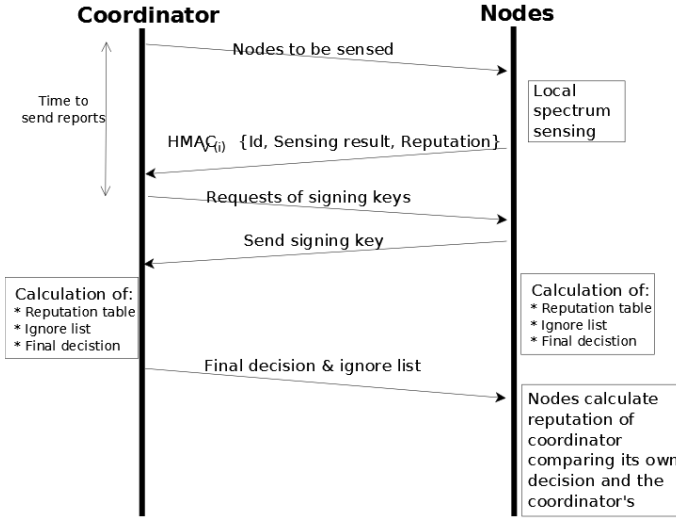 Coordinator
Nodes
Nodes to be sensed
Time to
send reports
Local
spectrum
sensing
HMAC (i) {Id, Sensing result, Reputation}
Requests of signing keys
Send signing key
Calculation of:
* Reputation table
* Ignore list
* Final decistion
Calculation of:
* Reputation table
* Ignore list
* Final decistion
Final decision & ignore list
Nodes calculate
reputation of
coordinator
comparing its own
decision and the
coordinator's